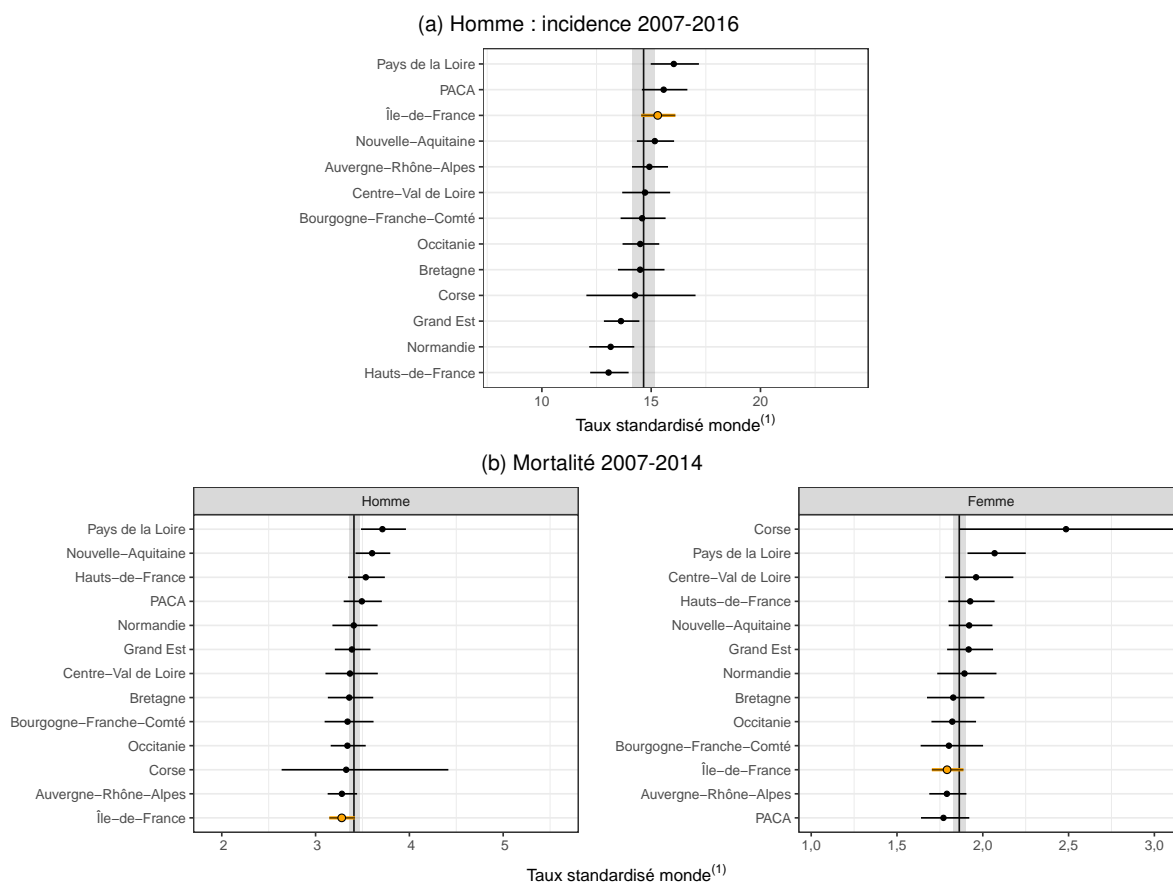 (a) Homme : incidence 2007-2016
Pays de la Loire
PACA
Île−de−France
Nouvelle−Aquitaine
Auvergne−Rhône−Alpes
Centre−Val de Loire
Bourgogne−Franche−Comté
Occitanie
Bretagne
Corse
Grand Est
Normandie
Hauts−de−France
10 15 20
Taux standardisé monde(1)
(b) Mortalité 2007-2014
Homme
Pays de la Loire
Nouvelle−Aquitaine
Hauts−de−France
PACA
Normandie
Grand Est
Centre−Val de Loire
Bretagne
Bourgogne−Franche−Comté
Occitanie
Corse
Auvergne−Rhône−Alpes
Île−de−France
2 3 4 5
Femme
Corse
Pays de la Loire
Centre−Val de Loire
Hauts−de−France
Nouvelle−Aquitaine
Grand Est
Normandie
Bretagne
Occitanie
Bourgogne−Franche−Comté
Île−de−France
Auvergne−Rhône−Alpes
PACA
1,0 1,5 2,0 2,5 3,0
Taux standardisé monde(1)